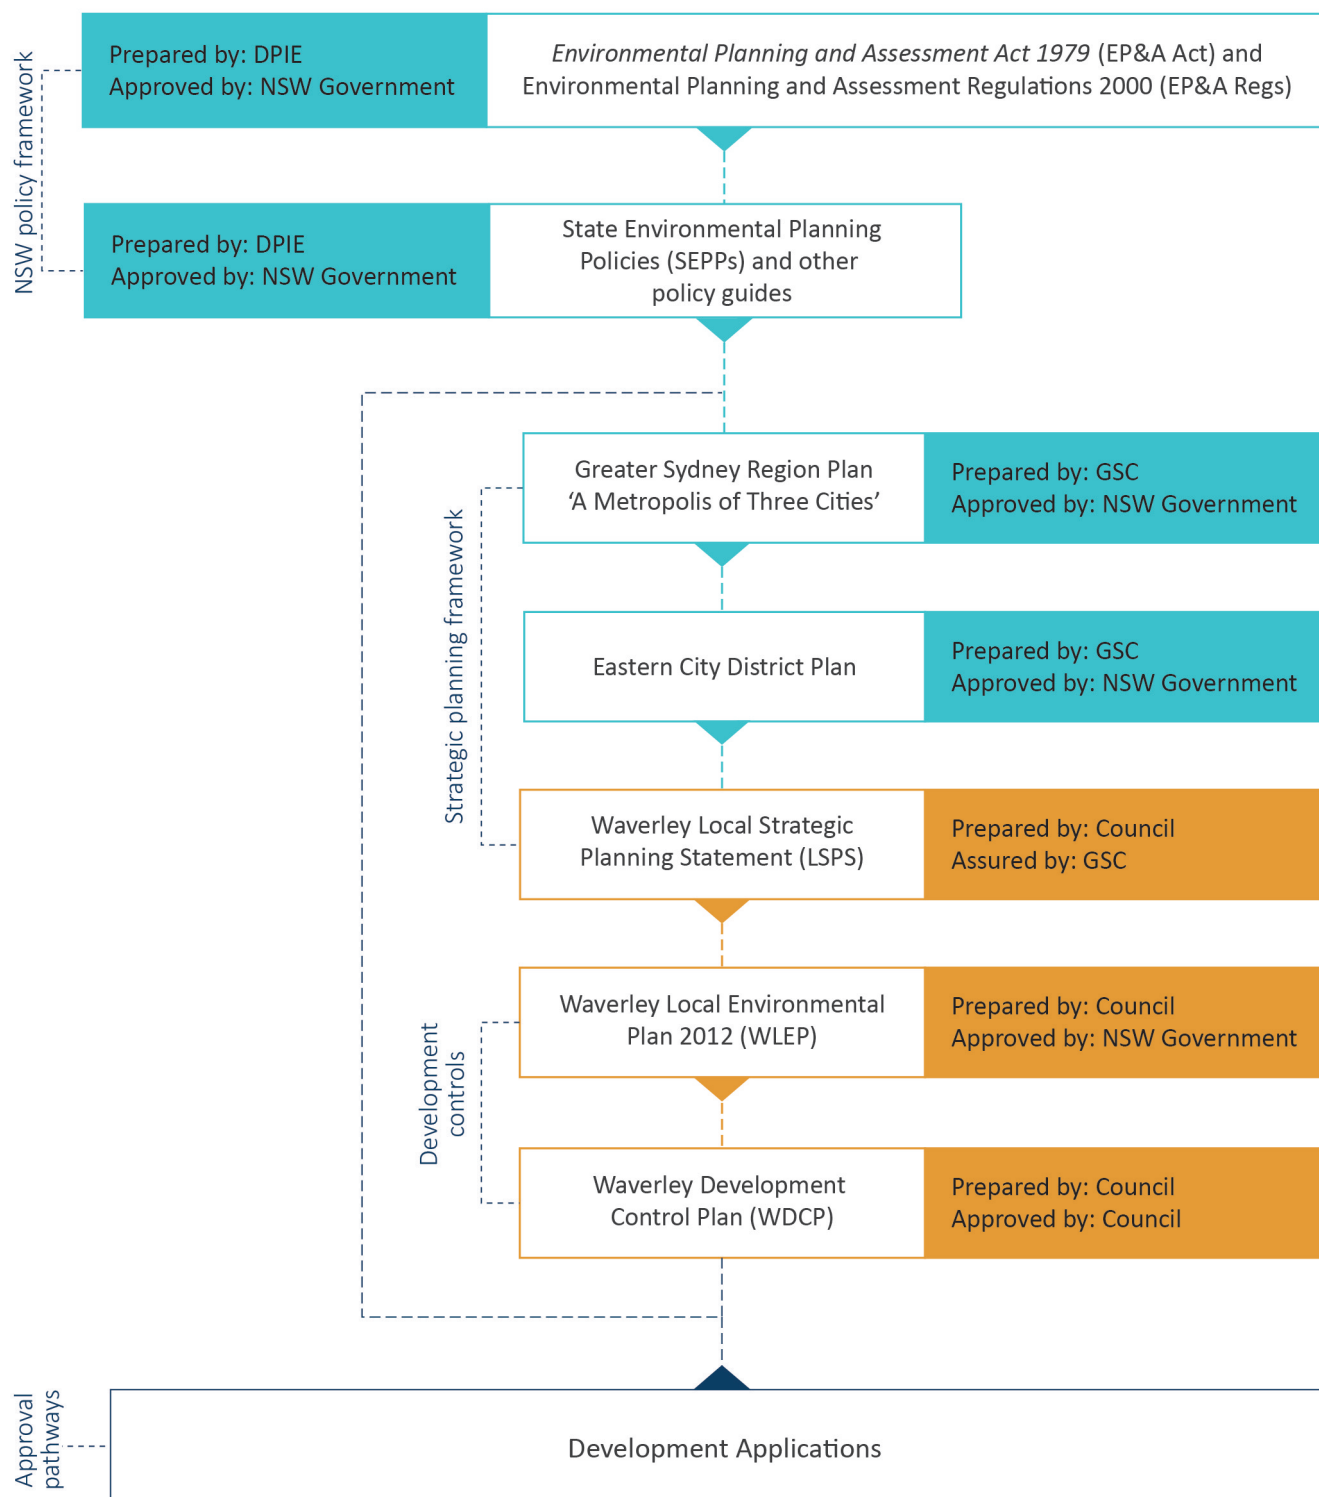 NSW policy framework
Prepared by: DPIE
Approved by: NSW Government
Environmental Planning and Assessment Act 1979 (EP&A Act) and
Environmental Planning and Assessment Regulations 2000 (EP&A Regs)
Prepared by: DPIE
Approved by: NSW Government
State Environmental Planning
Policies (SEPPs) and other
policy guides
Strategic planning framework
Greater Sydney Region Plan
‘A Metropolis of Three Cities’
Prepared by: GSC
Approved by: NSW Government
Eastern City District Plan
Prepared by: GSC
Approved by: NSW Government
Waverley Local Strategic
Planning Statement (LSPS)
Prepared by: Council
Assured by: GSC
Development
controls
Waverley Local Environmental
Plan 2012 (WLEP)
Prepared by: Council
Approved by: NSW Government
Waverley Development
Control Plan (WDCP)
Prepared by: Council
Approved by: Council
Approval
pathways
Development Applications